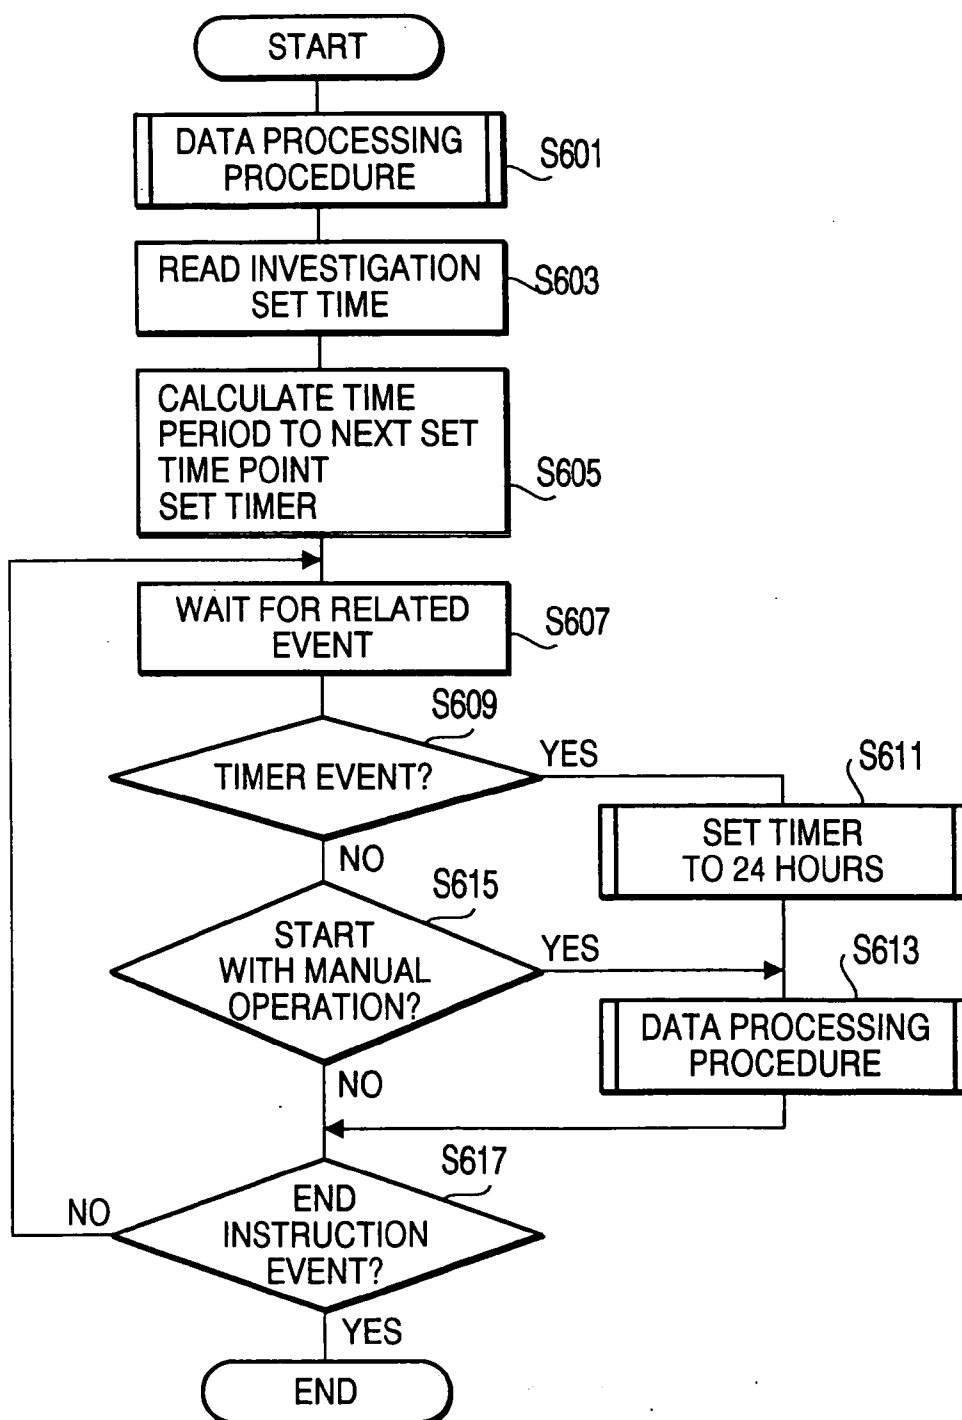 START
DATA PROCESSING
PROCEDURE
S601
READ INVESTIGATION
SET TIME
S603
CALCULATE TIME
PERIOD TO NEXT SET
TIME POINT
SET TIMER
S605
WAIT FOR RELATED
EVENT
S607
S609
TIMER EVENT?
YES
NO
S611
SET TIMER
TO 24 HOURS
S615
START
WITH MANUAL
OPERATION?
YES
NO
S613
DATA PROCESSING
PROCEDURE
S617
END
INSTRUCTION
EVENT?
NO
YES
END